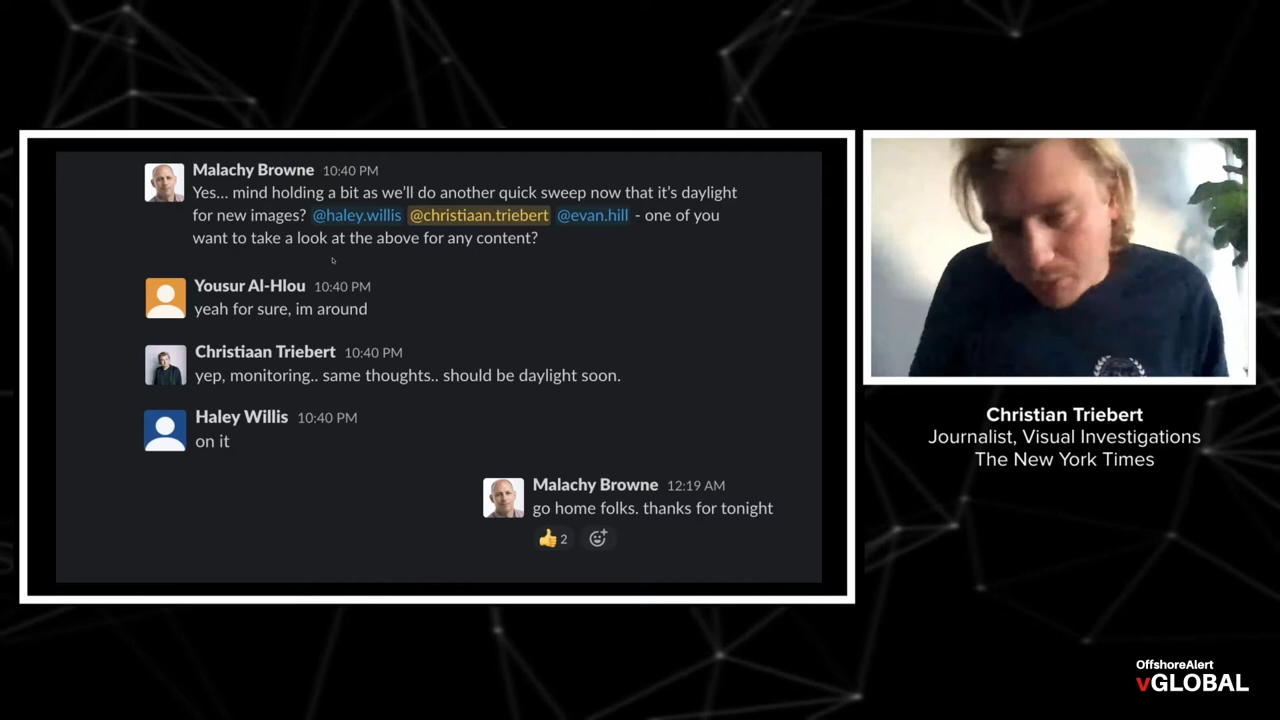 Malachy Browne 10:40 PM
Yes... mind holding a bit as we'll do another quick sweep now that it's daylight
for new images? @haley.willis @christiaan.triebert @evan.hill - one of you
want to take a look at the above for any content?
Yousur Al-Hlou 10:40 PM
yeah for sure, im around
Christiaan Triebert 10:40 PM
yep, monitoring.. same thoughts.. should be daylight soon.
Haley Willis 10:40 PM
on it
Malachy Browne 12:19 AM
go home folks. thanks for tonight
👍 2
Christian Triebert
Journalist, Visual Investigations
The New York Times
OffshoreAlert
vGLOBAL